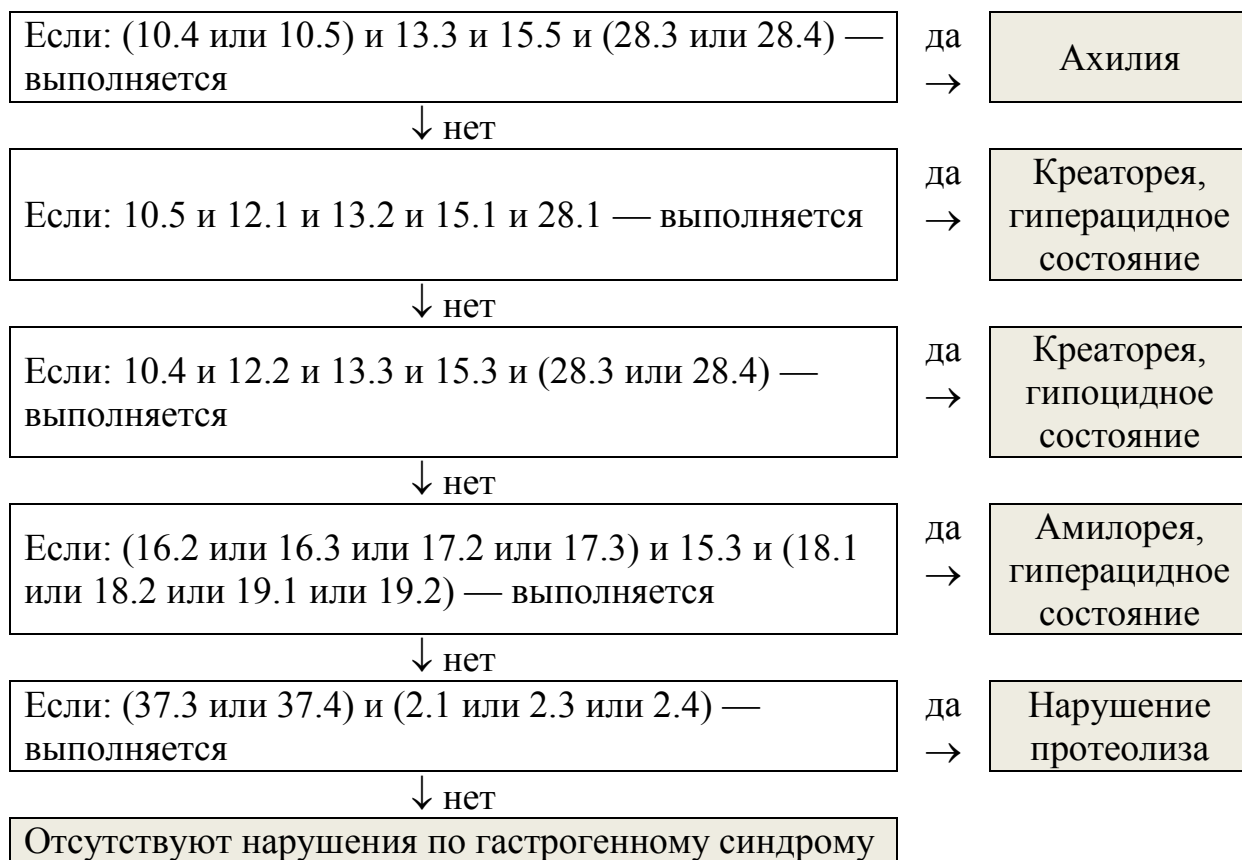 Если: (10.4 или 10.5) и 13.3 и 15.5 и (28.3 или 28.4) —
выполняется
да
→
Ахилия
↓ нет
Если: 10.5 и 12.1 и 13.2 и 15.1 и 28.1 — выполняется
да
→
Креаторея,
гиперацидное
состояние
↓ нет
Если: 10.4 и 12.2 и 13.3 и 15.3 и (28.3 или 28.4) —
выполняется
да
→
Креаторея,
гипоцидное
состояние
↓ нет
Если: (16.2 или 16.3 или 17.2 или 17.3) и 15.3 и (18.1
или 18.2 или 19.1 или 19.2) — выполняется
да
→
Амилорея,
гиперацидное
состояние
↓ нет
Если: (37.3 или 37.4) и (2.1 или 2.3 или 2.4) —
выполняется
да
→
Нарушение
протеолиза
↓ нет
Отсутствуют нарушения по гастрогенному синдрому